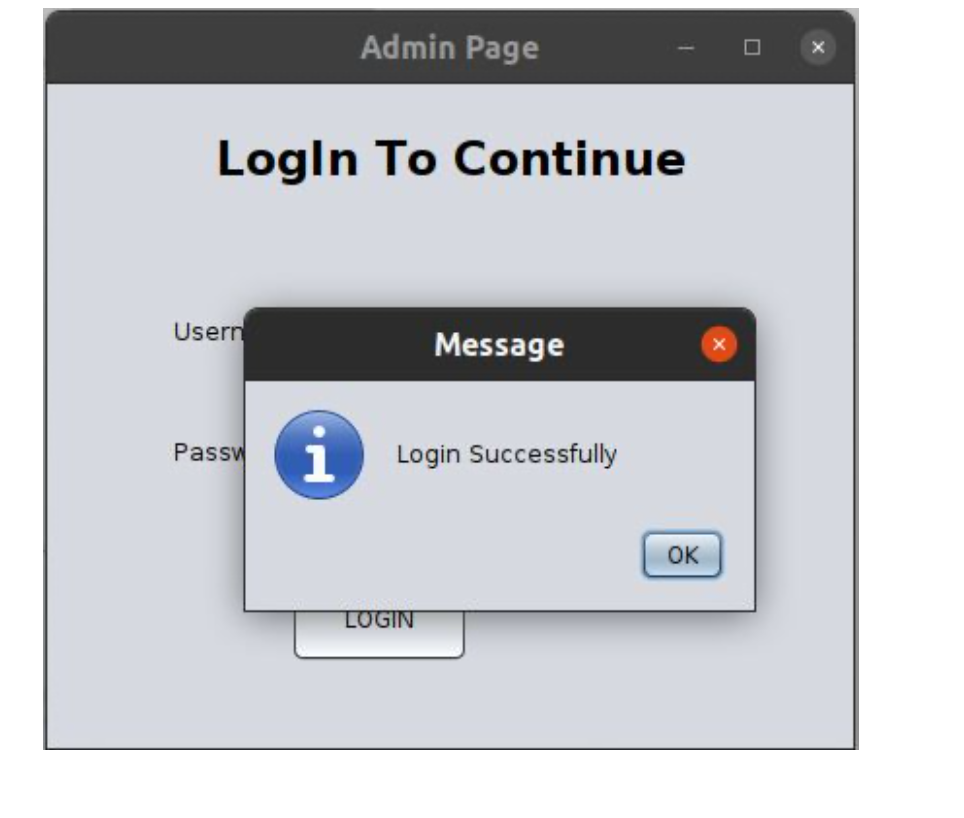 Admin Page
LogIn To Continue
Usern
Message
Passw
Login Successfully
OK
LOGIN